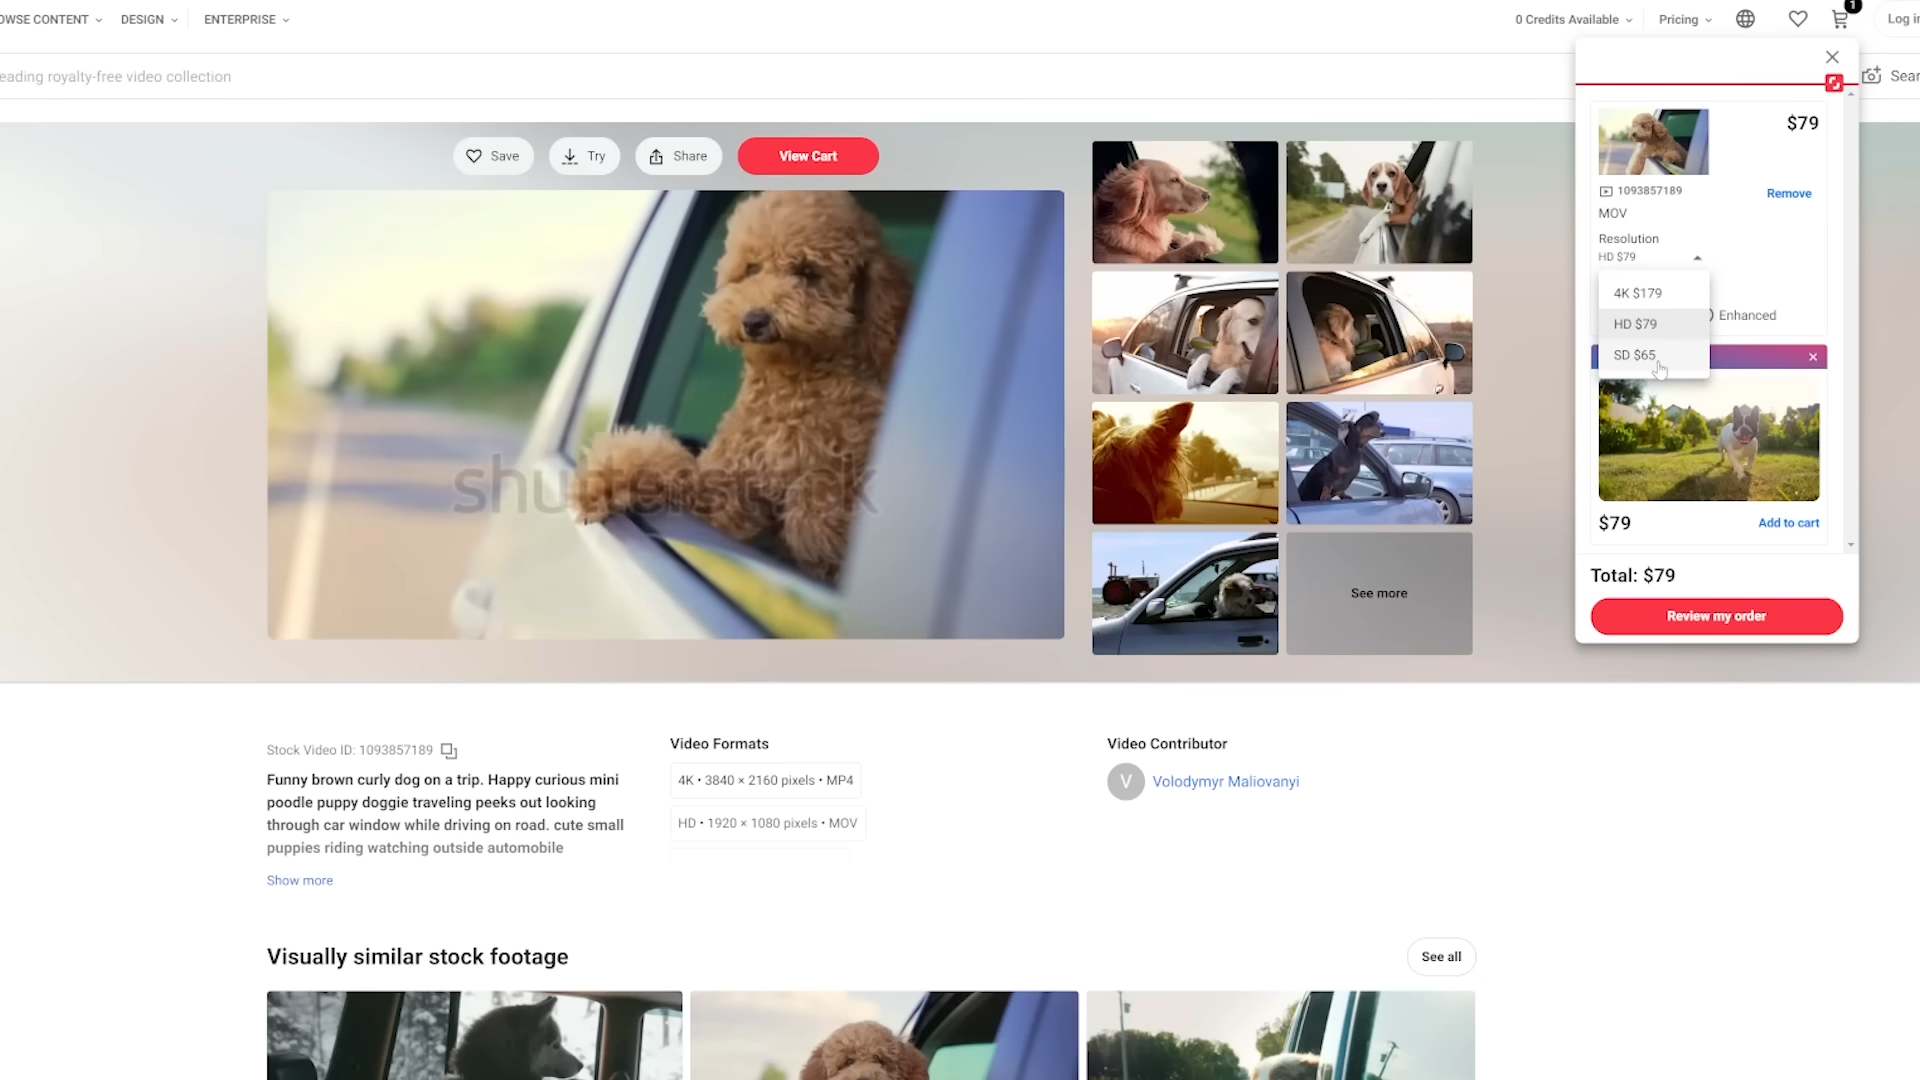 OWSE CONTENT
DESIGN
ENTERPRISE
0 Credits Available
Pricing
1
Log in
eading royalty-free video collection
Sear
Save
Try
Share
View Cart
shutterstock
See more
$79
1093857189
Remove
MOV
Resolution
HD $79
4K $179
HD $79
SD $65
Enhanced
$79
Add to cart
Total: $79
Review my order
Stock Video ID: 1093857189
Funny brown curly dog on a trip. Happy curious mini
poodle puppy doggie traveling peeks out looking
through car window while driving on road. cute small
puppies riding watching outside automobile
Show more
Video Formats
4K • 3840 × 2160 pixels • MP4
HD • 1920 × 1080 pixels • MOV
Video Contributor
V
Volodymyr Maliovanyi
Visually similar stock footage
See all